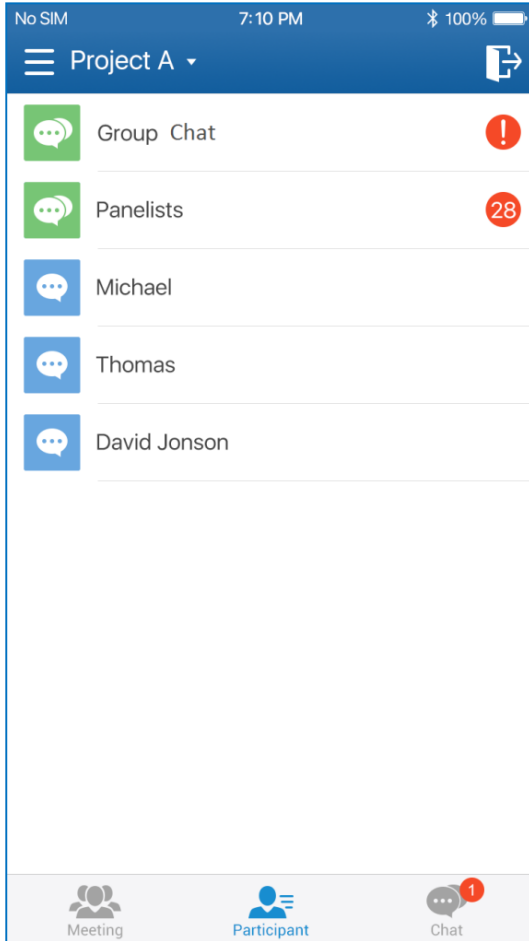 No SIM 7:10 PM 100%
Project A
Group Chat !
Panelists 28
Michael
Thomas
David Jonson
1
Meeting Participant Chat